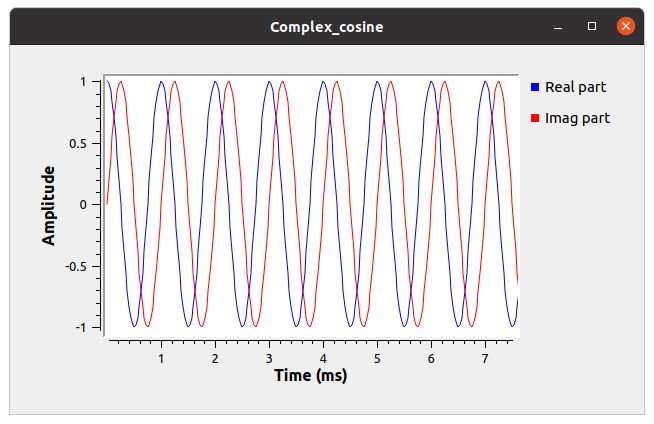 Complex_cosine
Real part
Imag part
Amplitude
1
0.5
0
-0.5
-1
1 2 3 4 5 6 7
Time (ms)